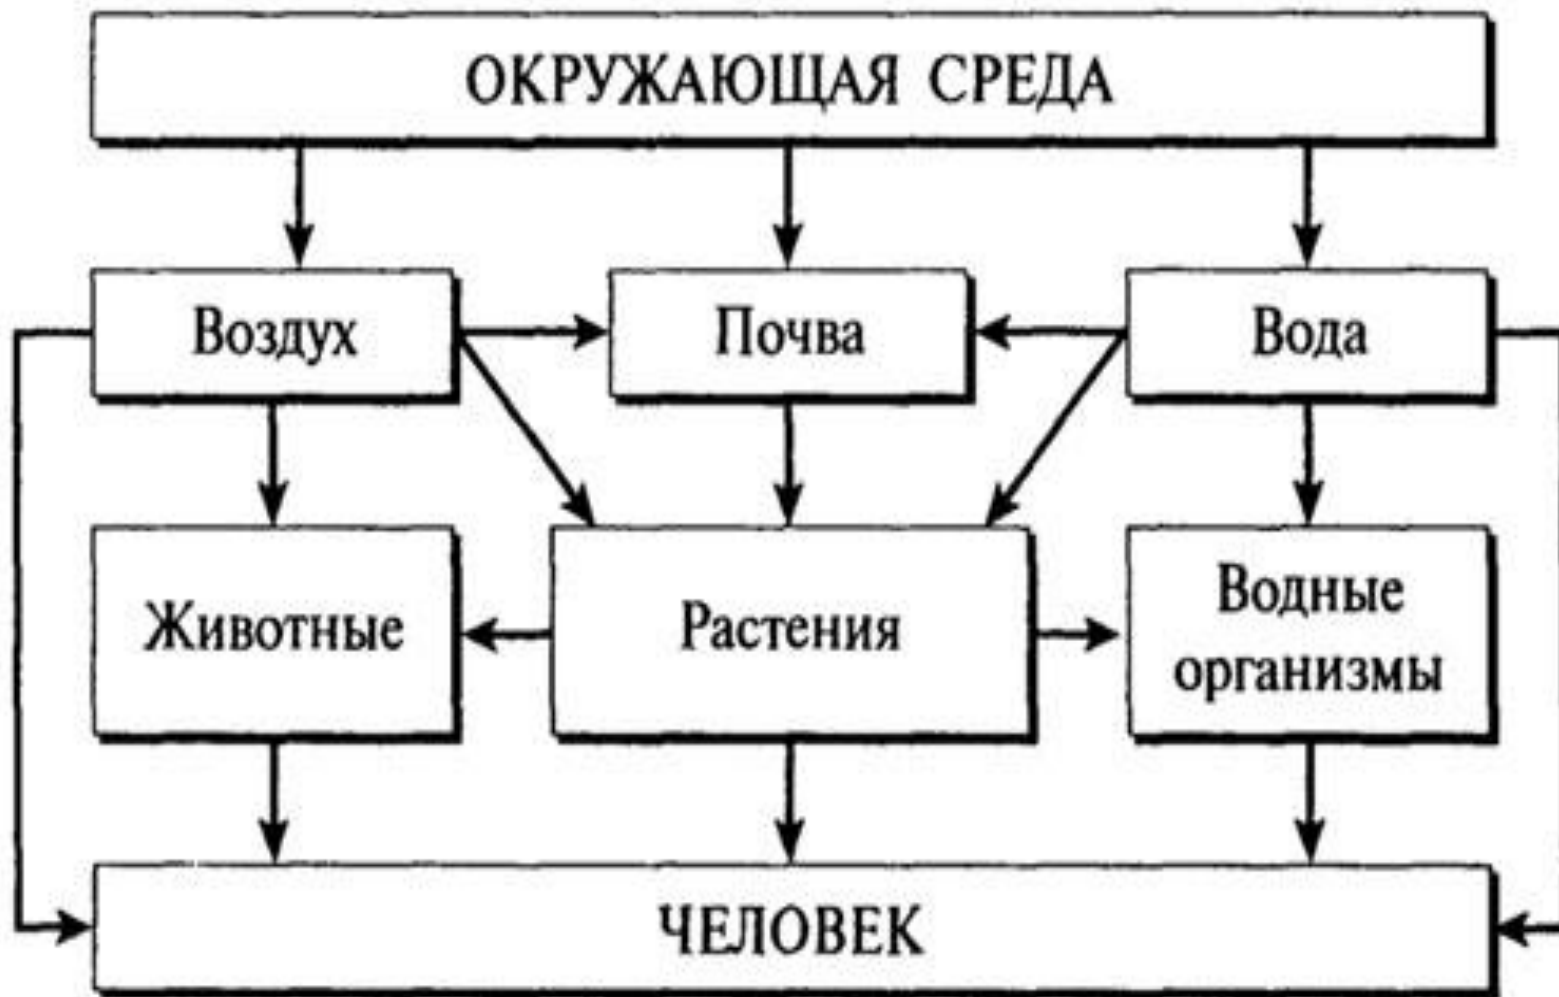 ОКРУЖАЮЩАЯ СРЕДА
Воздух
Почва
Вода
Животные
Растения
Водные
организмы
ЧЕЛОВЕК